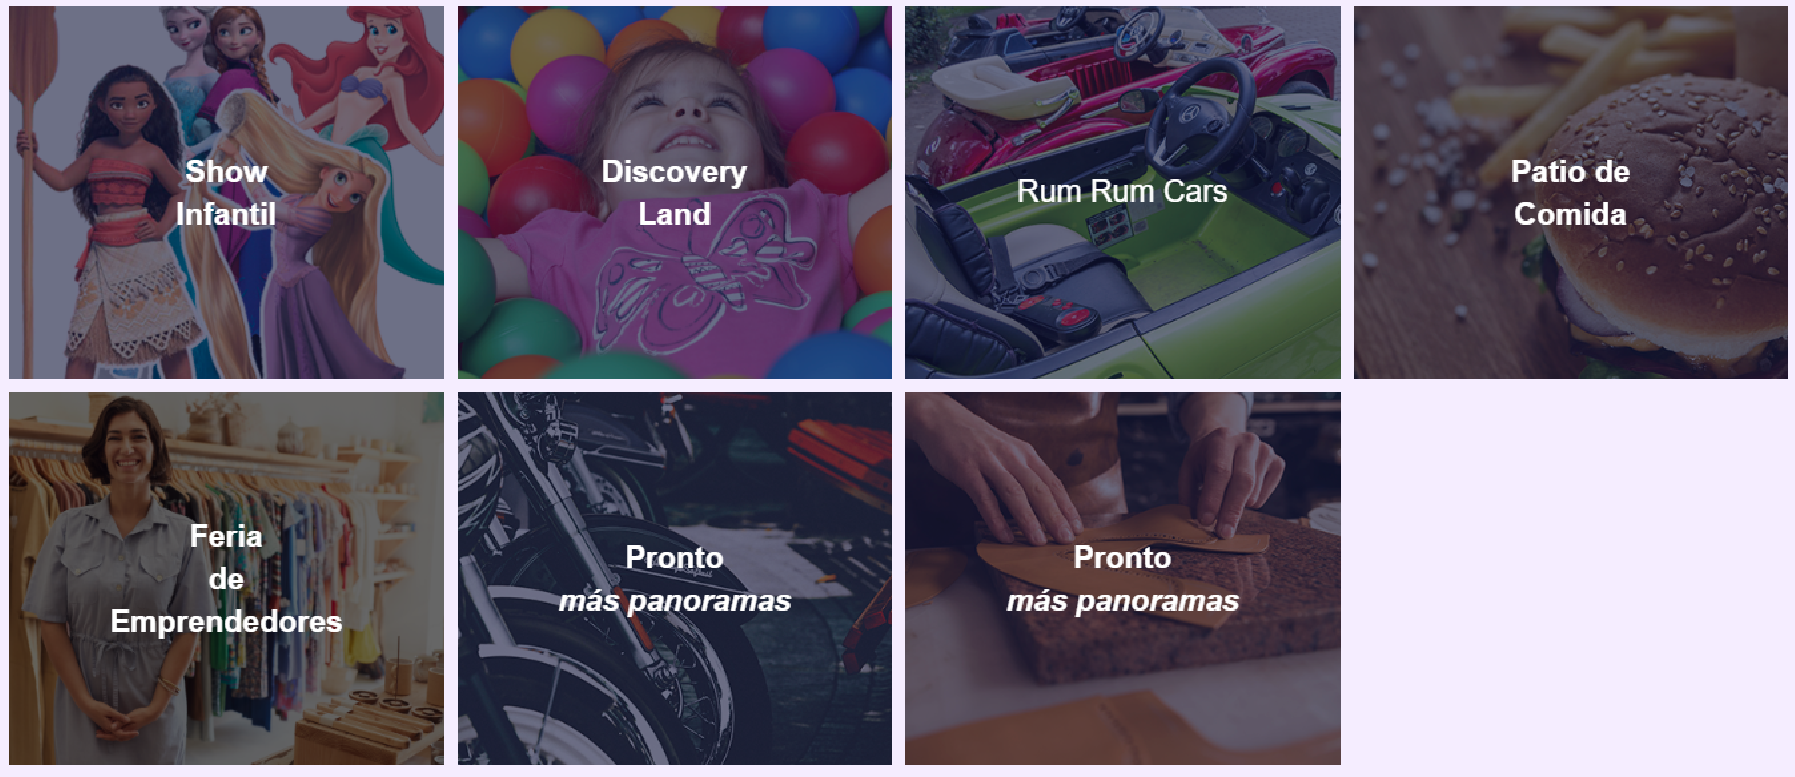 Show
Infantil
Discovery
Land
Rum Rum Cars
Patio de
Comida
Feria
de
Emprendedores
Pronto
más panoramas
Pronto
más panoramas